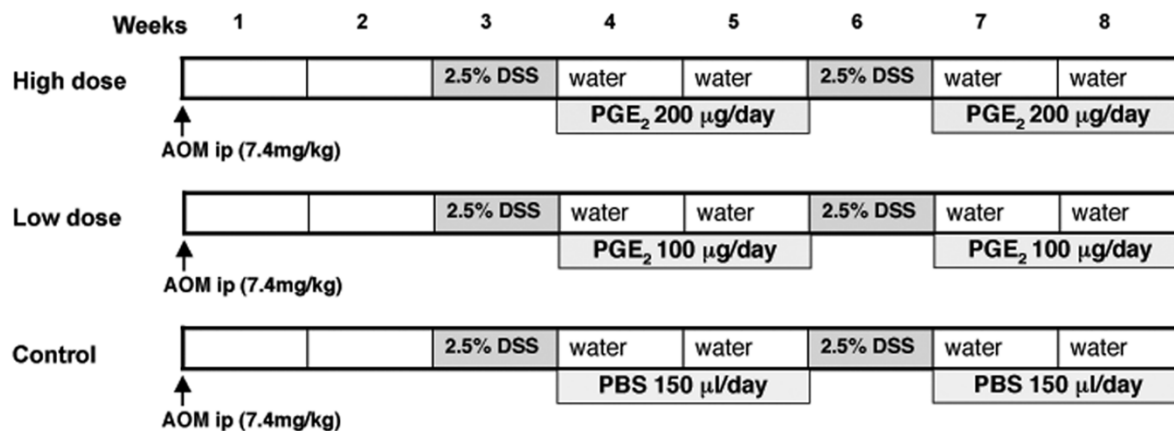 Weeks 1 2 3 4 5 6 7 8
High dose 2.5% DSS water water 2.5% DSS water water
PGE₂ 200 μg/day PGE₂ 200 μg/day
AOM ip (7.4mg/kg)
Low dose 2.5% DSS water water 2.5% DSS water water
PGE₂ 100 μg/day PGE₂ 100 μg/day
AOM ip (7.4mg/kg)
Control 2.5% DSS water water 2.5% DSS water water
PBS 150 μl/day PBS 150 μl/day
AOM ip (7.4mg/kg)